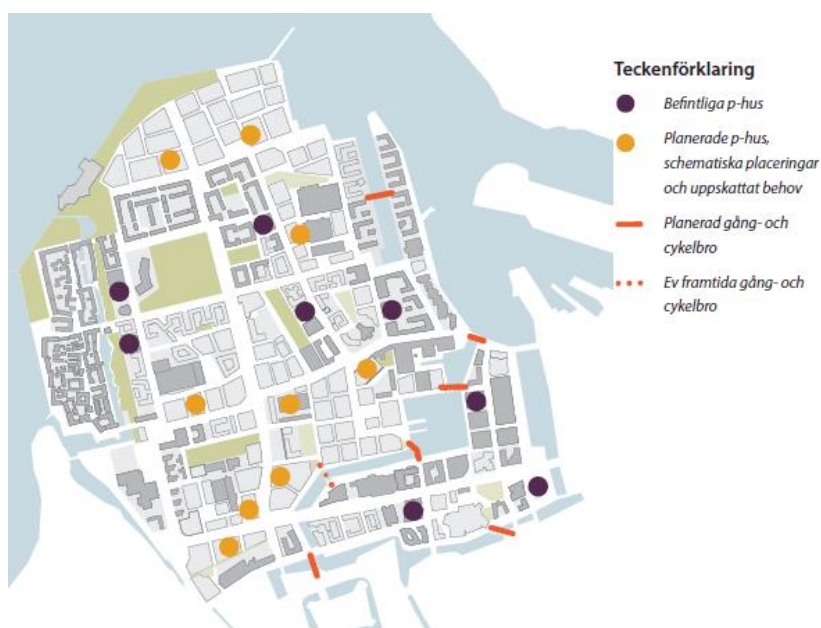 Teckenförklaring
Befintliga p-hus
Planerade p-hus,
schematiska placeringar
och uppskattat behov
Planerad gång- och
cykelbro
Ev framtida gång- och
cykelbro